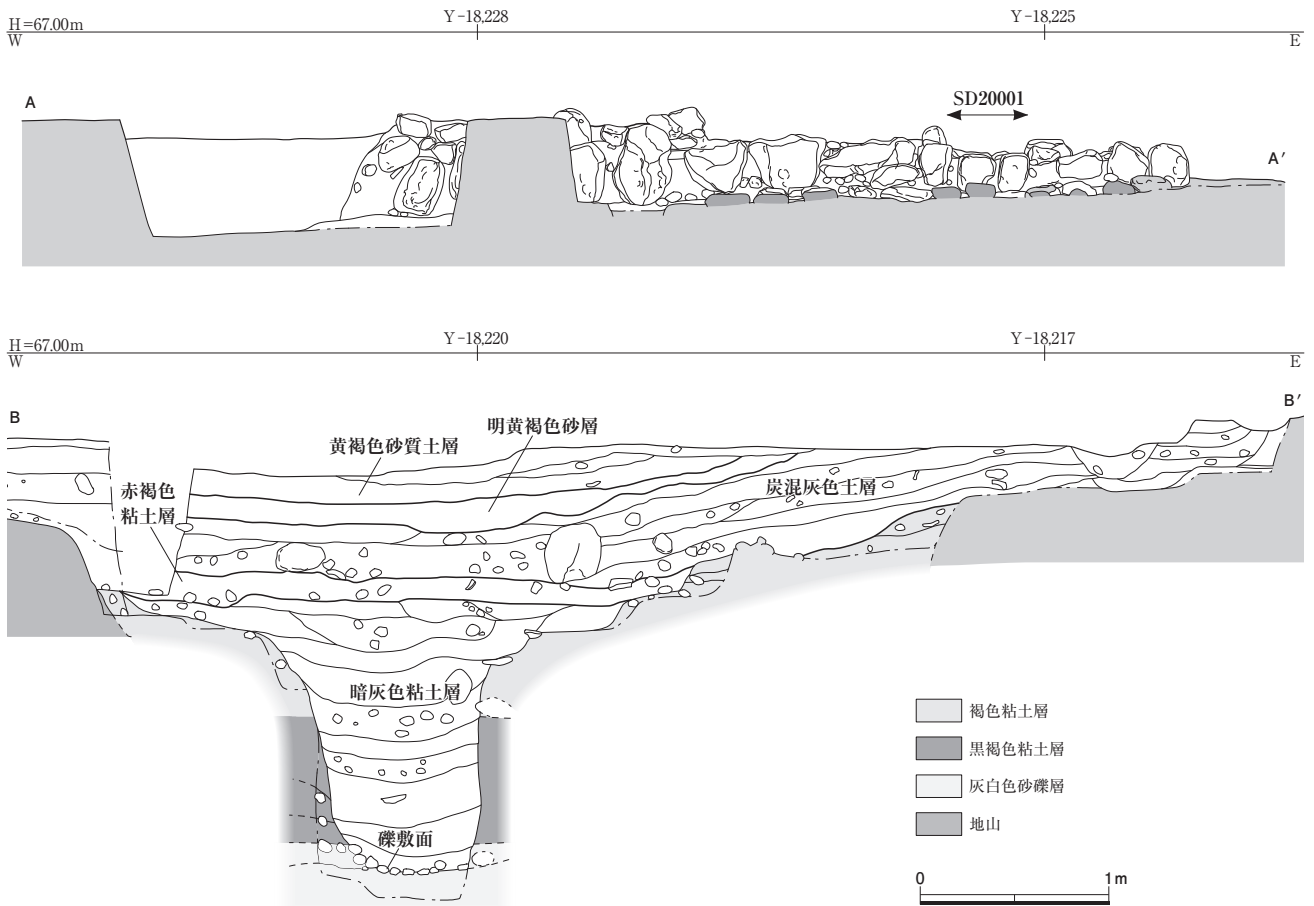 H=67.00m
Y-18,228
Y-18,225
W
E
A
SD20001
A′
H=67.00m
Y-18,220
Y-18,217
W
E
B
B′
明黄褐色砂層
黄褐色砂質土層
赤褐色
粘土層
炭混灰色土層
暗灰色粘土層
礫敷面
褐色粘土層
黒褐色粘土層
灰白色砂礫層
地山
0
1m